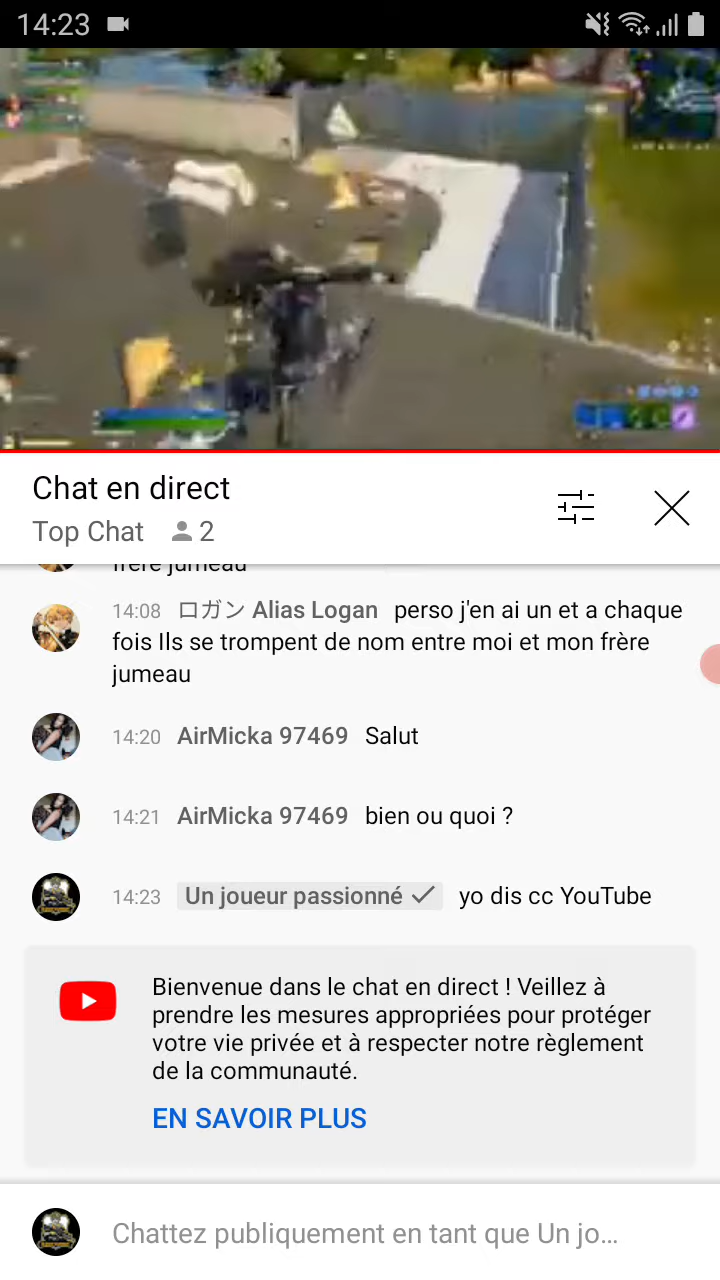 14:23
Chat en direct
Top Chat 2
frère jumeau
14:08 ロガン Alias Logan perso j'en ai un et a chaque
fois Ils se trompent de nom entre moi et mon frère
jumeau
14:20 AirMicka 97469 Salut
14:21 AirMicka 97469 bien ou quoi ?
14:23 Un joueur passionné yo dis cc YouTube
Bienvenue dans le chat en direct ! Veillez à
prendre les mesures appropriées pour protéger
votre vie privée et à respecter notre règlement
de la communauté.
EN SAVOIR PLUS
Chattez publiquement en tant que Un jo...